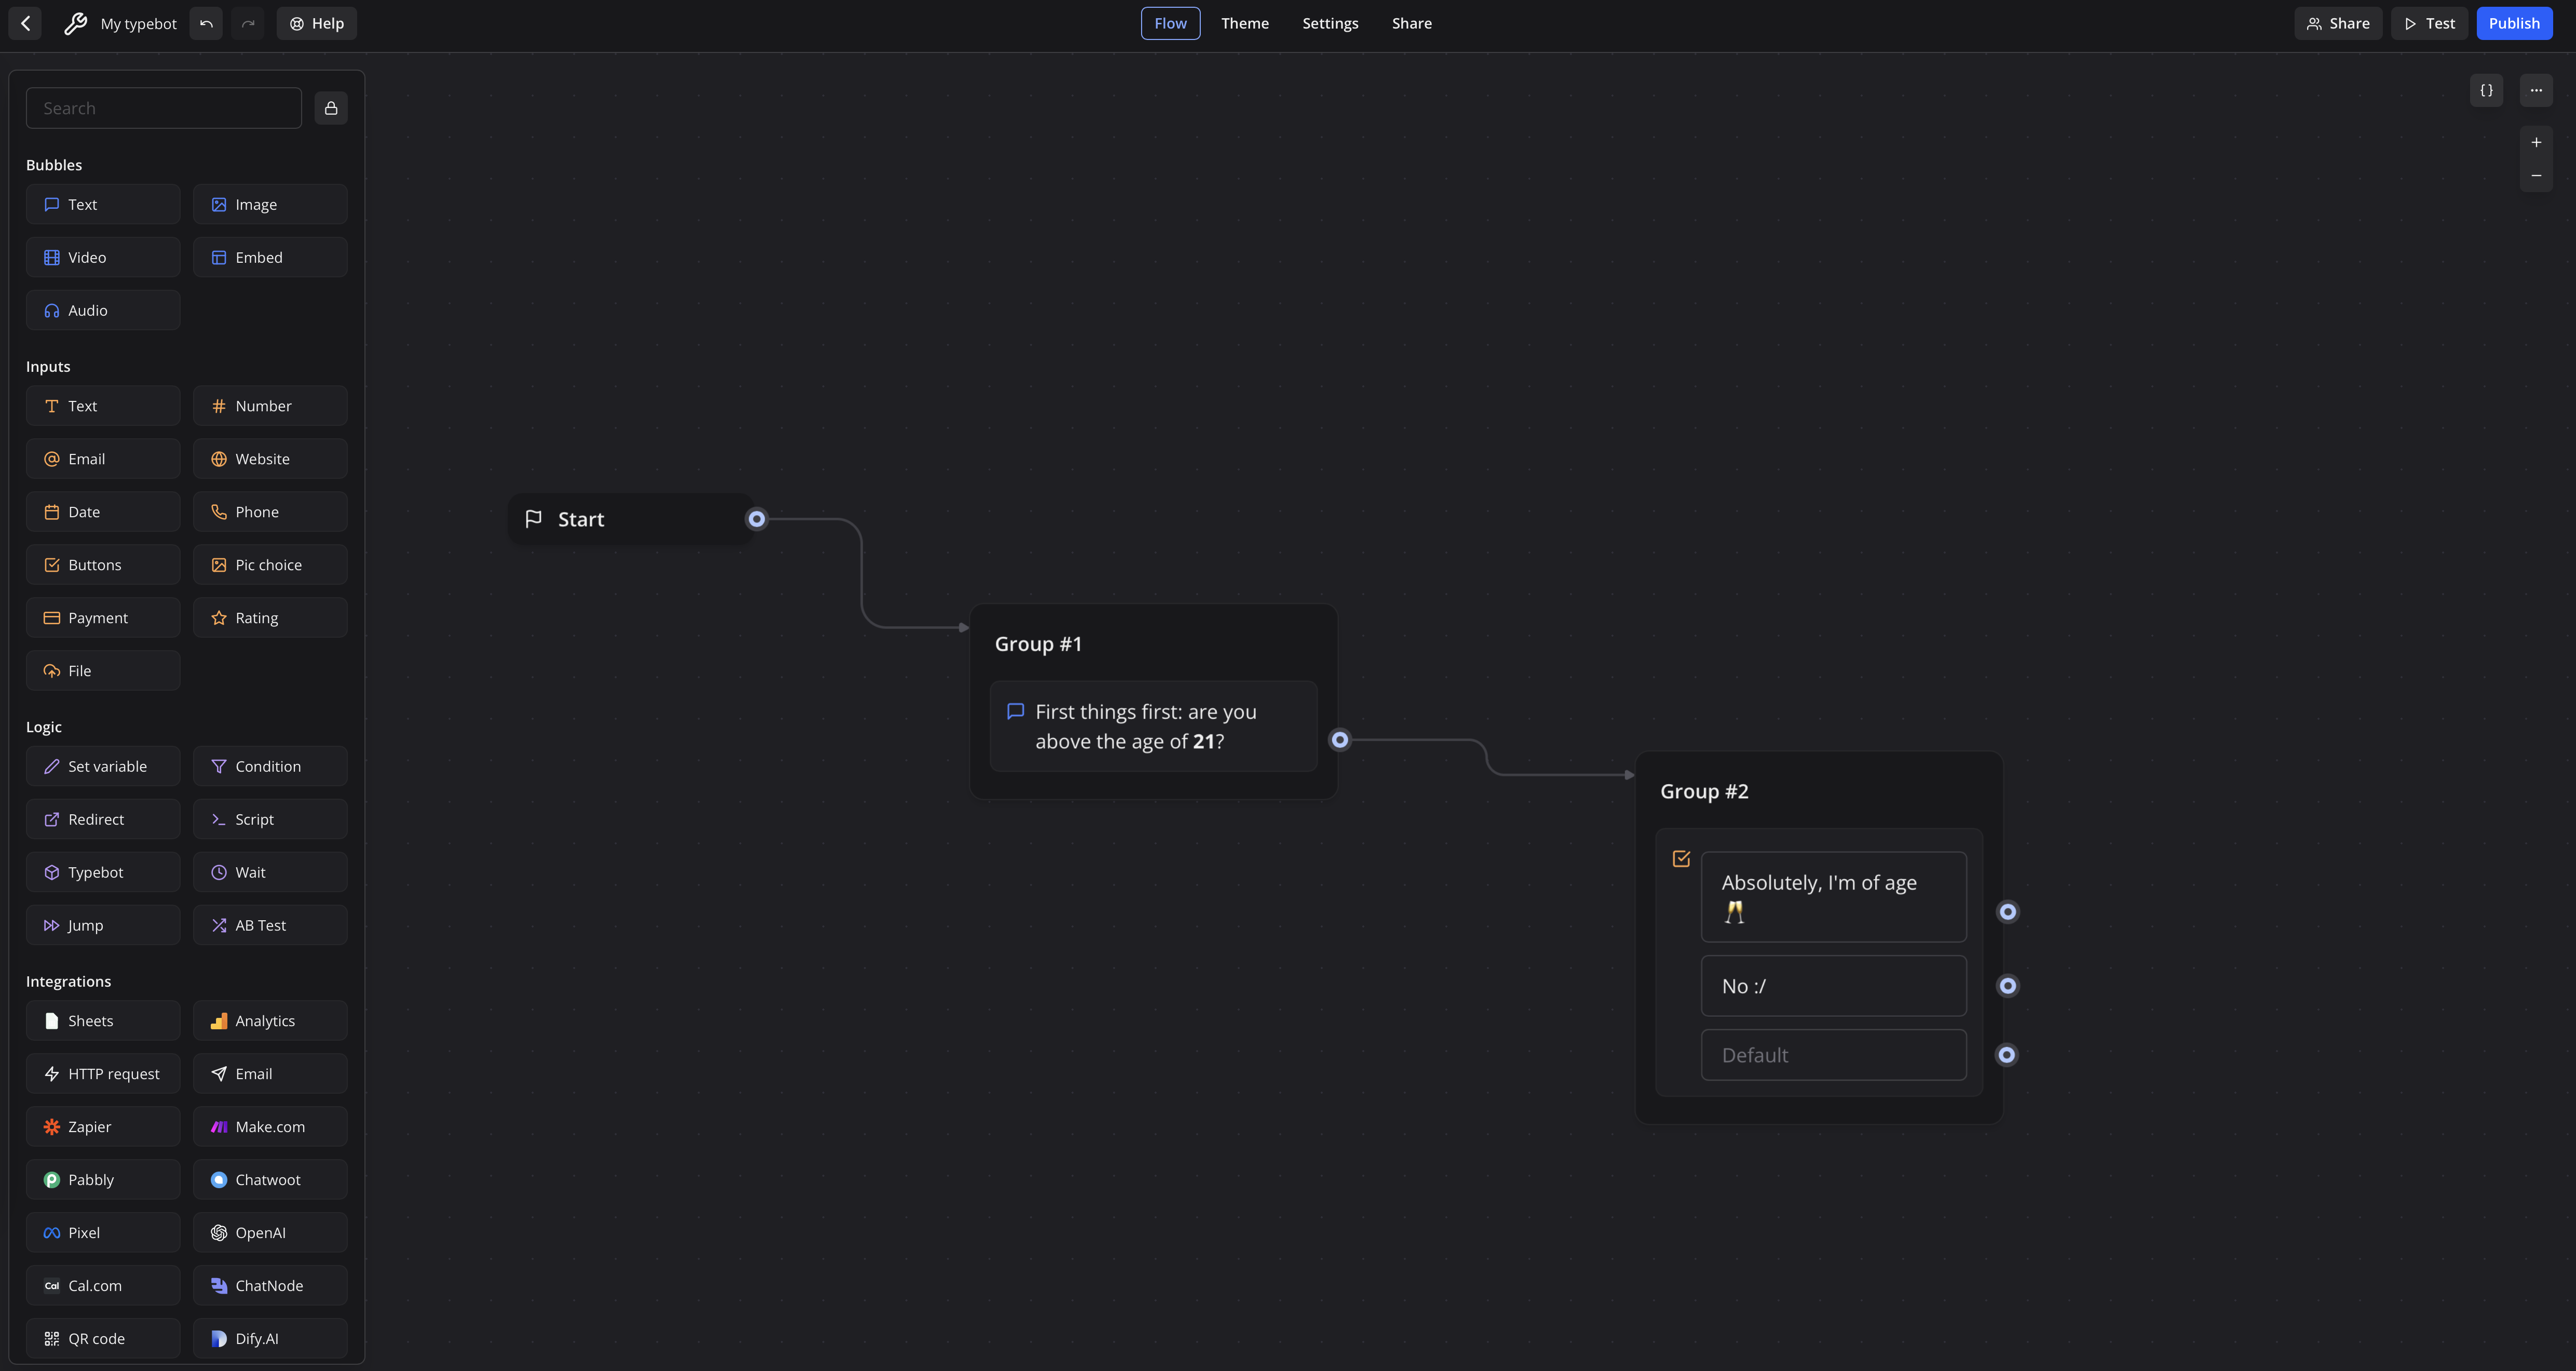 My typebot
Help
Flow
Theme
Settings
Share
Share
Test
Publish
Search
{}
Bubbles
Text
Image
Video
Embed
Audio
Inputs
Text
Number
Email
Website
Date
Phone
Buttons
Pic choice
Payment
Rating
File
Logic
Set variable
Condition
Redirect
Script
Typebot
Wait
Jump
AB Test
Integrations
Sheets
Analytics
HTTP request
Email
Zapier
Make.com
Pabbly
Chatwoot
Pixel
OpenAI
Cal Cal.com
ChatNode
QR code
Dify.AI
Start
Group #1
First things first: are you
above the age of 21?
Group #2
Absolutely, I'm of age
🥂
No :/
Default